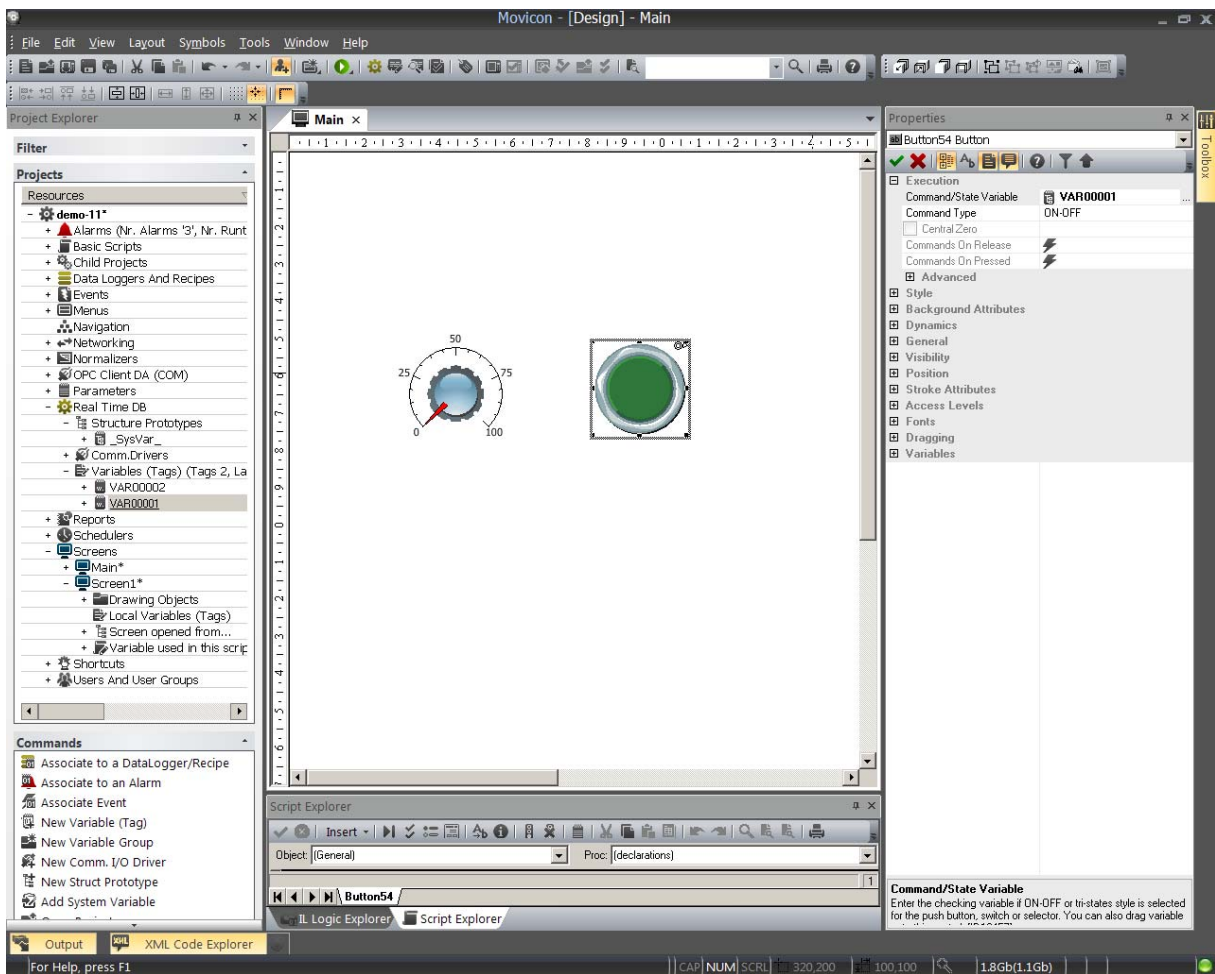 Movicon - [Design] - Main
File Edit View Layout Symbols Tools Window Help
Project Explorer
Filter
Projects
Resources
demo-11*
Alarms (Nr. Alarms '3', Nr. Runt
Basic Scripts
Child Projects
Data Loggers And Recipes
Events
Menus
Navigation
Networking
Normalizers
OPC Client DA (COM)
Parameters
Real Time DB
Structure Prototypes
_SysVar_
Comm.Drivers
Variables (Tags) (Tags 2, La
VAR00002
VAR00001
Reports
Schedulers
Screens
Main*
Screen1*
Drawing Objects
Local Variables (Tags)
Screen opened from...
Variable used in this scrip
Shortcuts
Users And User Groups
Commands
Associate to a DataLogger/Recipe
Associate to an Alarm
Associate Event
New Variable (Tag)
New Variable Group
New Comm. I/O Driver
New Struct Prototype
Add System Variable
Main
50
25 75
0 100
Script Explorer
Insert
Object: (General) Proc: (declarations)
1
Button54
IL Logic Explorer Script Explorer
Properties
Button54 Button
Execution
Command/State Variable VAR00001 ...
Command Type ON-OFF
Central Zero
Commands On Release
Commands On Pressed
Advanced
Style
Background Attributes
Dynamics
General
Visibility
Position
Stroke Attributes
Access Levels
Fonts
Dragging
Variables
Command/State Variable
Enter the checking variable if ON-OFF or tri-states style is selected
for the push button, switch or selector. You can also drag variable
Toolbox
Output XML Code Explorer
For Help, press F1 CAP NUM SCRL 320,200 100,100 1.8Gb(1.1Gb)